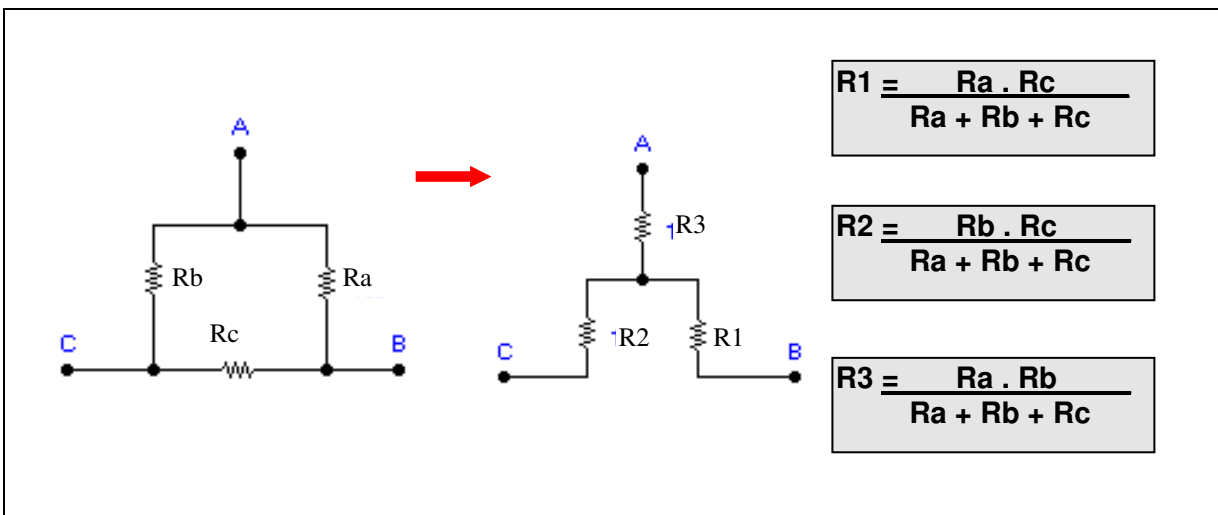 A
Rb
Ra
Rc
C
B
A
R3
R2
R1
C
B
R1 = Ra . Rc
Ra + Rb + Rc
R2 = Rb . Rc
Ra + Rb + Rc
R3 = Ra . Rb
Ra + Rb + Rc